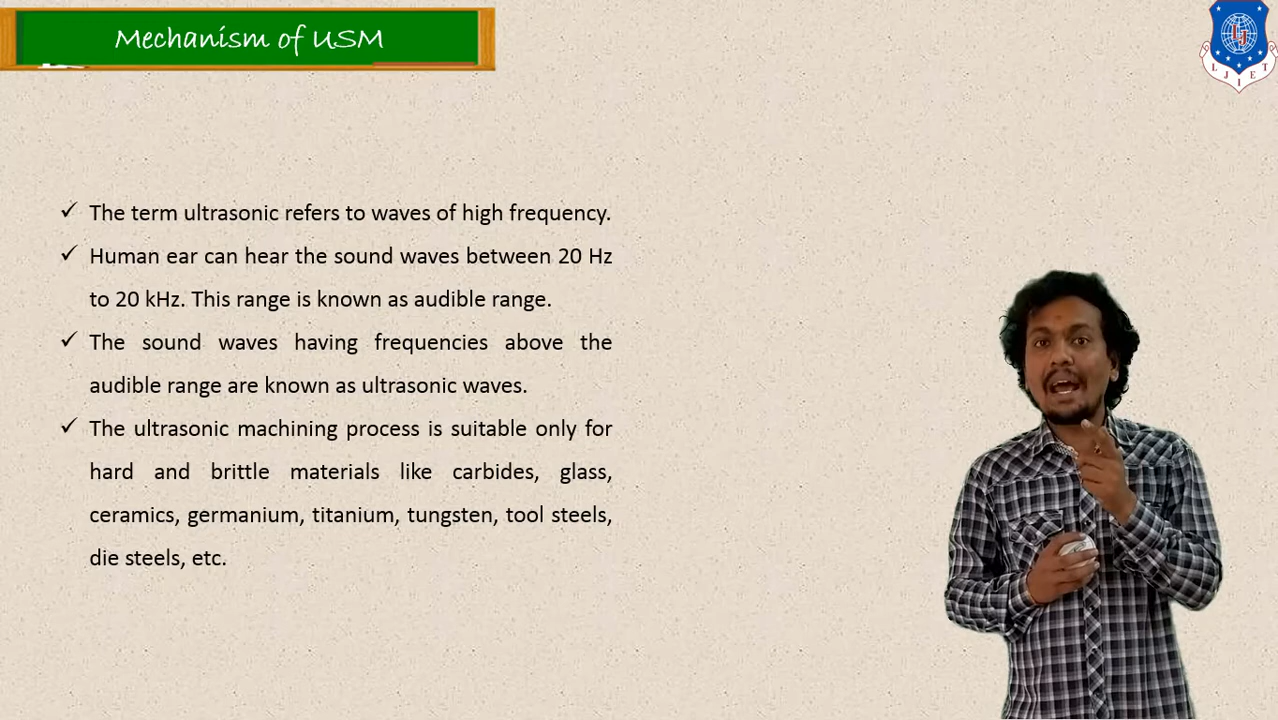 Mechanism of USM
LJIET
✓ The term ultrasonic refers to waves of high frequency.
✓ Human ear can hear the sound waves between 20 Hz
to 20 kHz. This range is known as audible range.
✓ The sound waves having frequencies above the
audible range are known as ultrasonic waves.
✓ The ultrasonic machining process is suitable only for
hard and brittle materials like carbides, glass,
ceramics, germanium, titanium, tungsten, tool steels,
die steels, etc.